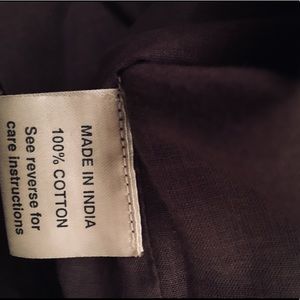 MADE IN INDIA
100% COTTON
See reverse for
care instructions